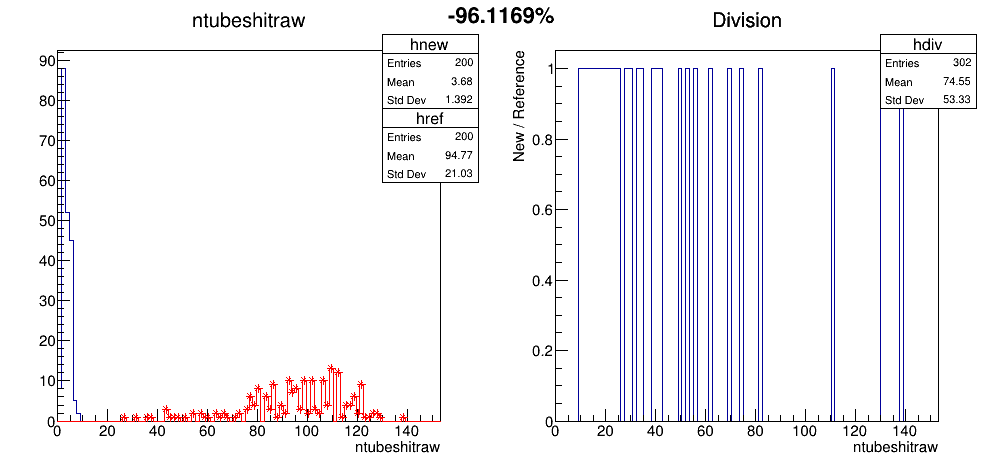 -96.1169%
ntubeshitraw
hnew
Entries 200
Mean 3.68
Std Dev 1.392
href
Entries 200
Mean 94.77
Std Dev 21.03
90
80
70
60
50
40
30
20
10
0
0 20 40 60 80 100 120 140
ntubeshitraw
Division
hdiv
Entries 302
Mean 74.55
Std Dev 53.33
New / Reference
1
0.8
0.6
0.4
0.2
0
0 20 40 60 80 100 120 140
ntubeshitraw